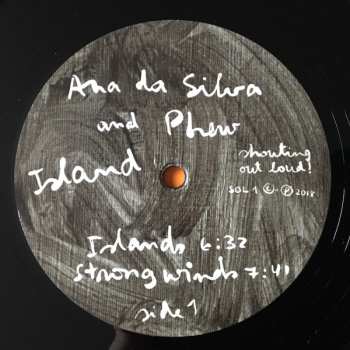 Ana da Silva
and Phew
Island
shouting
out loud!
SOL 1 © ℗ 2018
Islands 6:32
strong winds 7:41
side 1